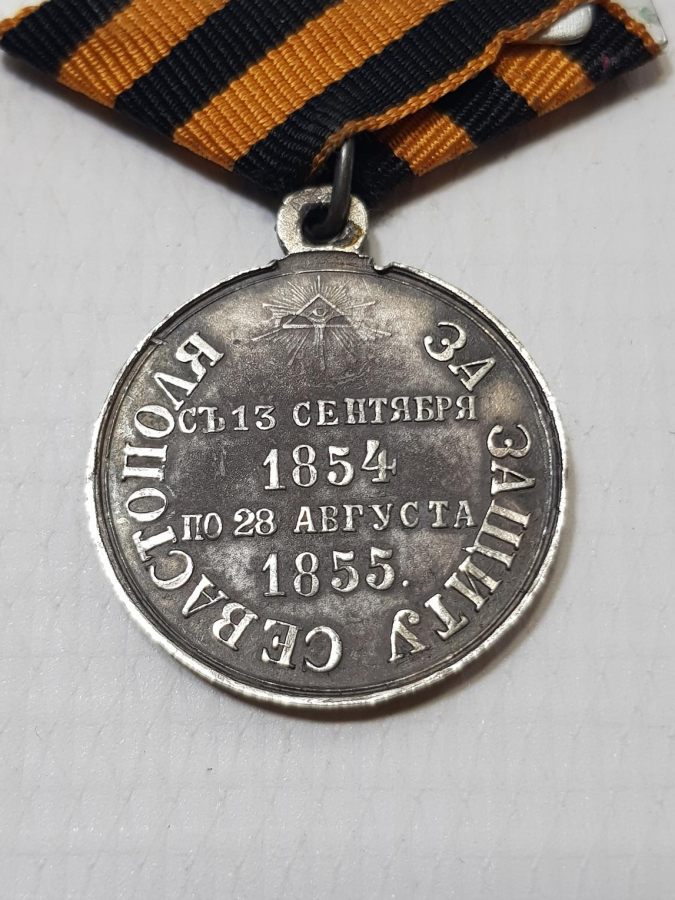 ЗА ЗАЩИТУ СЕВАСТОПОЛЯ
СЪ 13 СЕНТЯБРЯ
1854
ПО 28 АВГУСТА
1855.